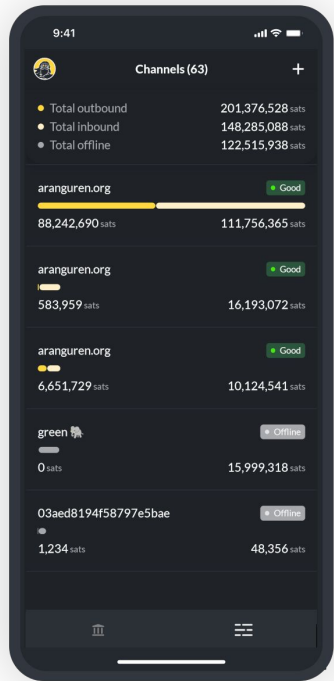 9:41
Channels (63)
+
Total outbound 201,376,528 sats
Total inbound 148,285,088 sats
Total offline 122,515,938 sats
aranguren.org Good
88,242,690 sats 111,756,365 sats
aranguren.org Good
583,959 sats 16,193,072 sats
aranguren.org Good
6,651,729 sats 10,124,541 sats
green 🐘 Offline
0 sats 15,999,318 sats
03aed8194f58797e5bae Offline
1,234 sats 48,356 sats